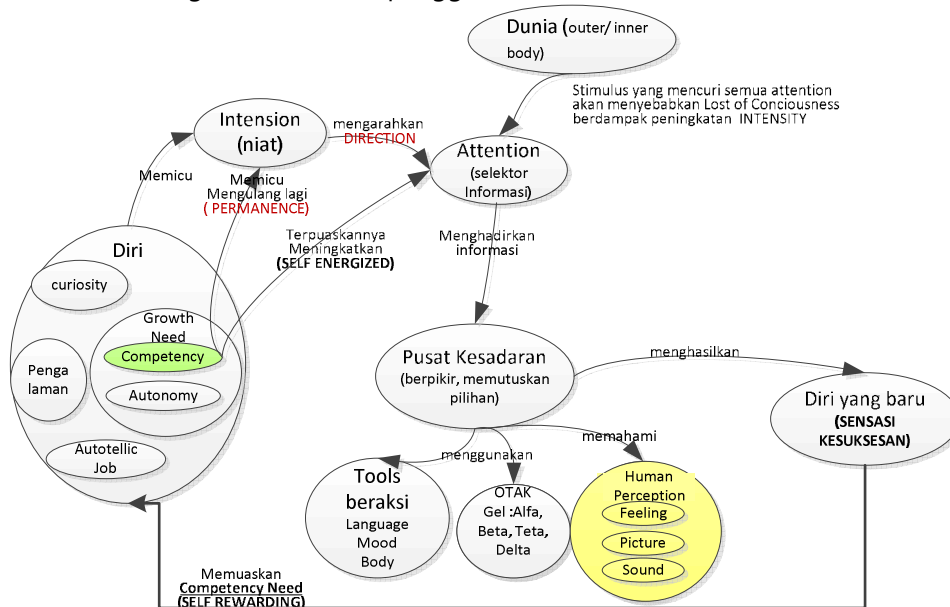 Dunia (outer/ inner
body)
Stimulus yang mencuri semua attention
akan menyebabkan Lost of Conciousness
berdampak peningkatan INTENSITY
Intension
(niat)
mengarahkan
DIRECTION
Attention
(selektor
Informasi)
Memicu
Memicu
Mengulang lagi
( PERMANENCE)
Terpuaskannya
Meningkatkan
(SELF ENERGIZED)
Menghadirkan
informasi
Diri
curiosity
Growth
Need
Competency
Autonomy
Penga
laman
Autotellic
Job
Pusat Kesadaran
(berpikir, memutuskan
pilihan)
menghasilkan
Diri yang baru
(SENSASI
KESUKSESAN)
menggunakan
memahami
Tools
beraksi
Language
Mood
Body
OTAK
Gel :Alfa,
Beta, Teta,
Delta
Human
Perception
Feeling
Picture
Sound
Memuaskan
Competency Need
(SELF REWARDING)